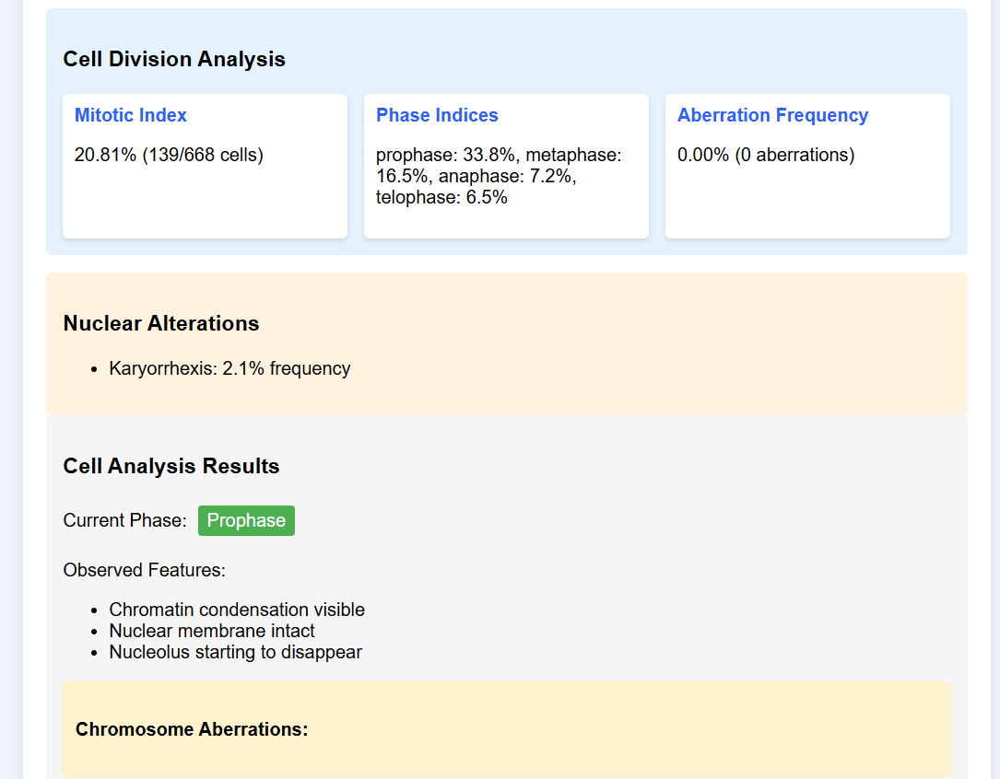 Cell Division Analysis
Mitotic Index
20.81% (139/668 cells)
Phase Indices
prophase: 33.8%, metaphase:
16.5%, anaphase: 7.2%,
telophase: 6.5%
Aberration Frequency
0.00% (0 aberrations)
Nuclear Alterations
• Karyorrhexis: 2.1% frequency
Cell Analysis Results
Current Phase: Prophase
Observed Features:
• Chromatin condensation visible
• Nuclear membrane intact
• Nucleolus starting to disappear
Chromosome Aberrations: